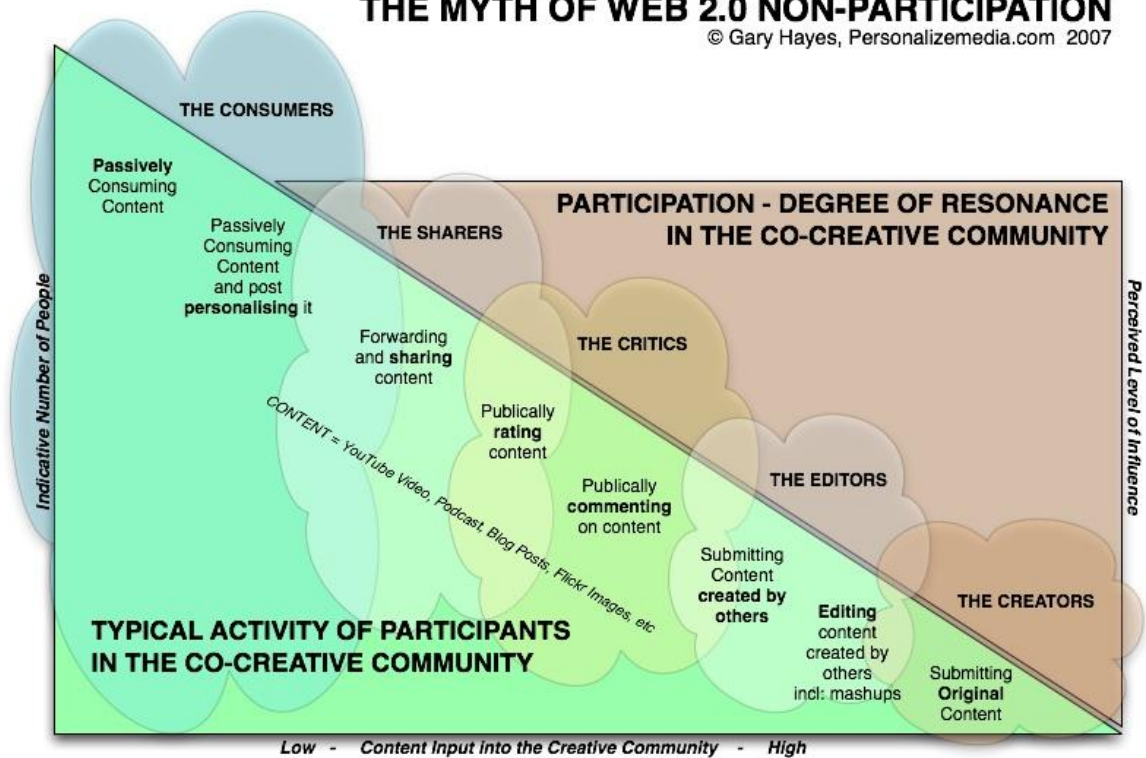 THE MYTH OF WEB 2.0 NON-PARTICIPATION
© Gary Hayes, Personalizemedia.com 2007
THE CONSUMERS
Passively
Consuming
Content
Passively
Consuming
Content
and post
personalising it
PARTICIPATION - DEGREE OF RESONANCE
IN THE CO-CREATIVE COMMUNITY
THE SHARERS
Forwarding
and sharing
content
THE CRITICS
Publically
rating
content
Publically
commenting
on content
THE EDITORS
Submitting
Content
created by
others
Editing
content
created by
others
incl: mashups
THE CREATORS
Submitting
Original
Content
CONTENT = YouTube Video, Podcast, Blog Posts, Flickr Images, etc
TYPICAL ACTIVITY OF PARTICIPANTS
IN THE CO-CREATIVE COMMUNITY
Indicative Number of People
Perceived Level of Influence
Low - Content Input into the Creative Community - High